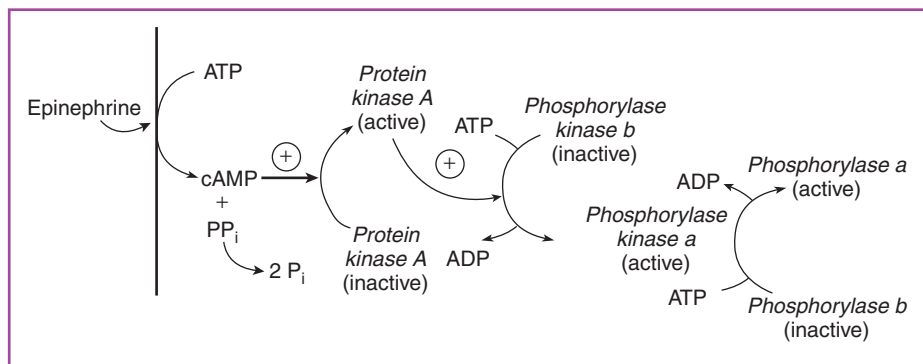 Epinephrine
ATP
cAMP
+
PPi
2 Pi
+
Protein
kinase A
(active)
Protein
kinase A
(inactive)
+
ATP
Phosphorylase
kinase b
(inactive)
ADP
Phosphorylase
kinase a
(active)
ADP
Phosphorylase a
(active)
ATP
Phosphorylase b
(inactive)